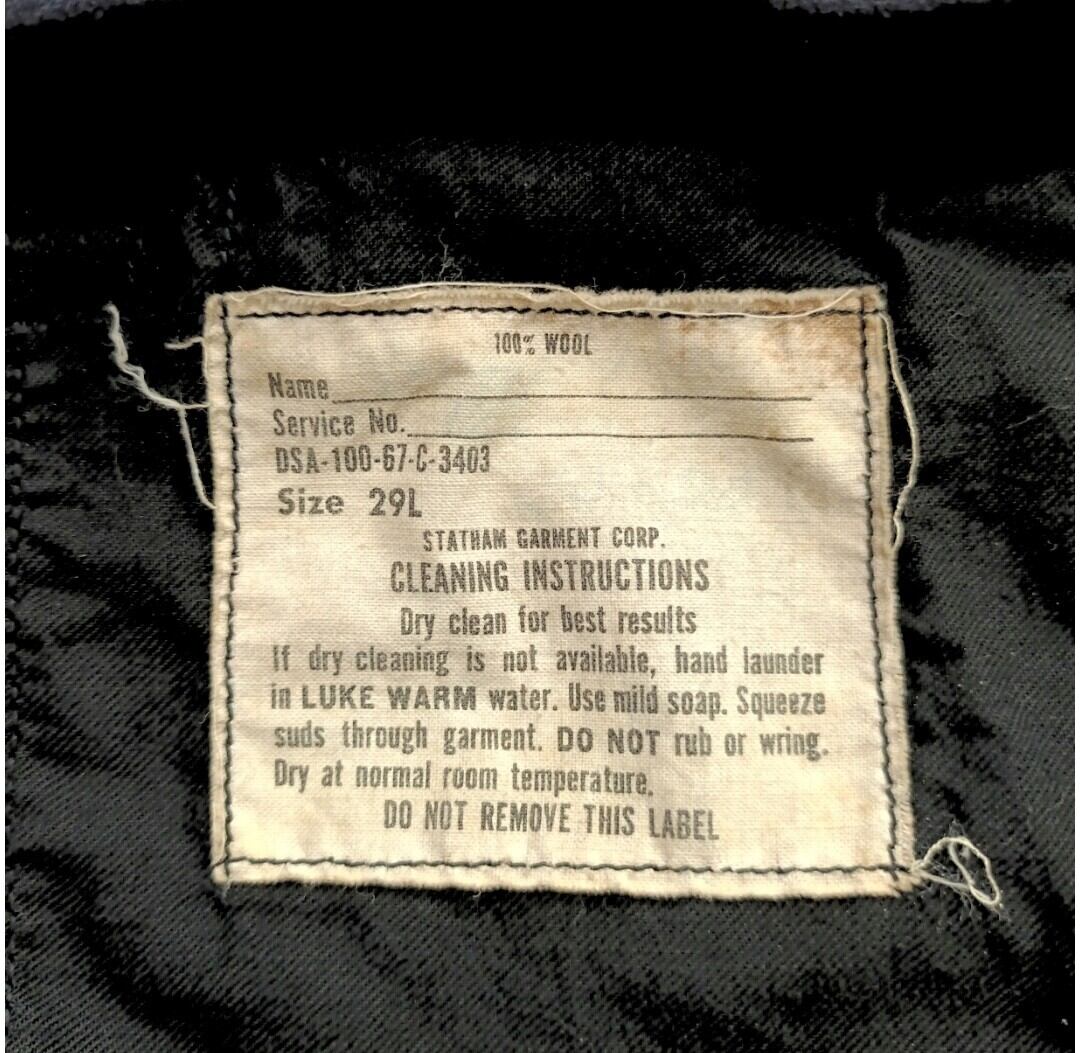 100% WOOL
Name
Service No.
DSA-100-67-C-3403
Size 29L
STATHAM GARMENT CORP.
CLEANING INSTRUCTIONS
Dry clean for best results
If dry cleaning is not available, hand launder
in LUKE WARM water. Use mild soap. Squeeze
suds through garment. DO NOT rub or wring.
Dry at normal room temperature.
DO NOT REMOVE THIS LABEL